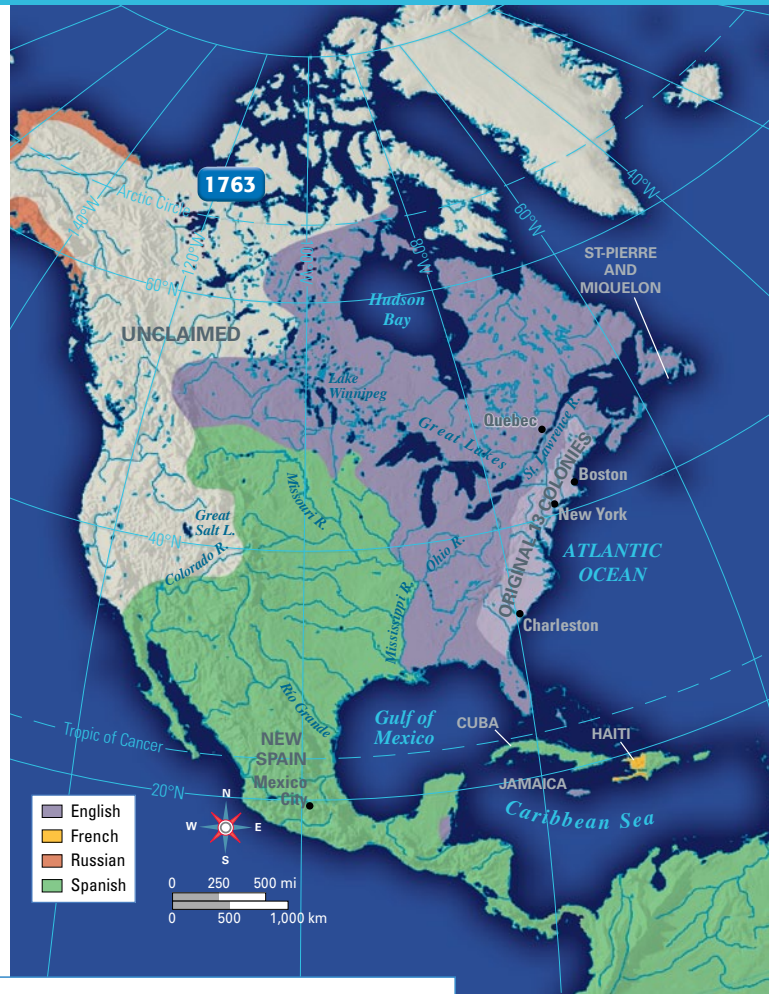 1763
40°W
60°W
80°W
Arctic Circle
140°W
120°W
60°N
ST-PIERRE
AND
MIQUELON
Hudson
Bay
UNCLAIMED
Lake
Winnipeg
Great Lakes
Québec
St. Lawrence R.
Boston
New York
ORIGINAL 13 COLONIES
Missouri R.
Great
Salt L.
40°N
Colorado R.
Ohio R.
ATLANTIC
OCEAN
Mississippi R.
Charleston
Rio Grande
Tropic of Cancer
NEW
SPAIN
Gulf of
Mexico
CUBA
HAITI
Mexico
City
20°N
JAMAICA
Caribbean Sea
English
French
Russian
Spanish
N
W E
S
0 250 500 mi
0 500 1,000 km